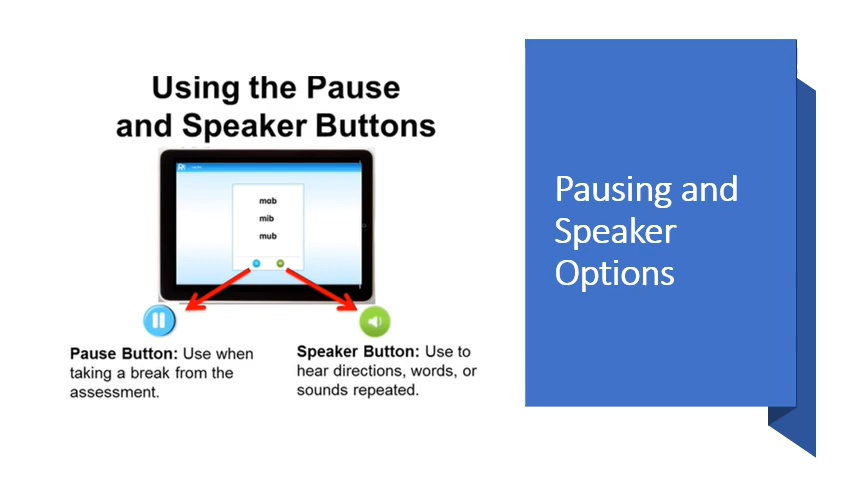 Using the Pause
and Speaker Buttons
mab
mib
mub
Pause Button: Use when
taking a break from the
assessment.
Speaker Button: Use to
hear directions, words, or
sounds repeated.
Pausing and
Speaker
Options